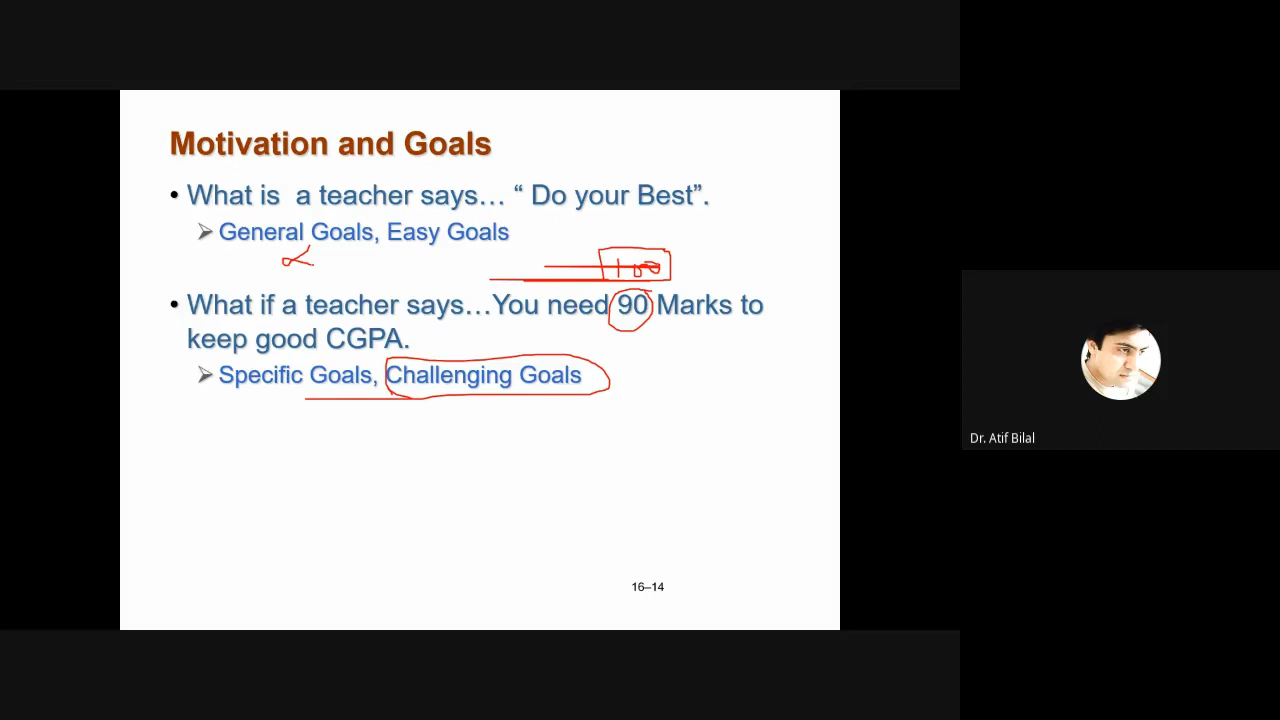 Motivation and Goals
• What is a teacher says… “ Do your Best”.
➢ General Goals, Easy Goals
100
• What if a teacher says…You need 90 Marks to
keep good CGPA.
➢ Specific Goals, Challenging Goals
16–14
Dr. Atif Bilal